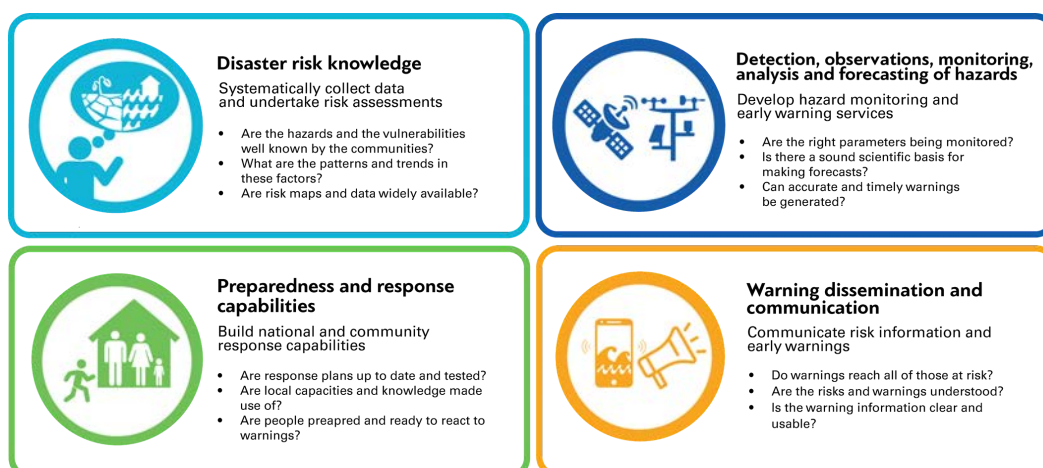 Disaster risk knowledge
Systematically collect data
and undertake risk assessments
• Are the hazards and the vulnerabilities
well known by the communities?
• What are the patterns and trends in
these factors?
• Are risk maps and data widely available?
Detection, observations, monitoring,
analysis and forecasting of hazards
Develop hazard monitoring and
early warning services
• Are the right parameters being monitored?
• Is there a sound scientific basis for
making forecasts?
• Can accurate and timely warnings
be generated?
Preparedness and response
capabilities
Build national and community
response capabilities
• Are response plans up to date and tested?
• Are local capacities and knowledge made
use of?
• Are people preapred and ready to react to
warnings?
Warning dissemination and
communication
Communicate risk information and
early warnings
• Do warnings reach all of those at risk?
• Are the risks and warnings understood?
• Is the warning information clear and
usable?